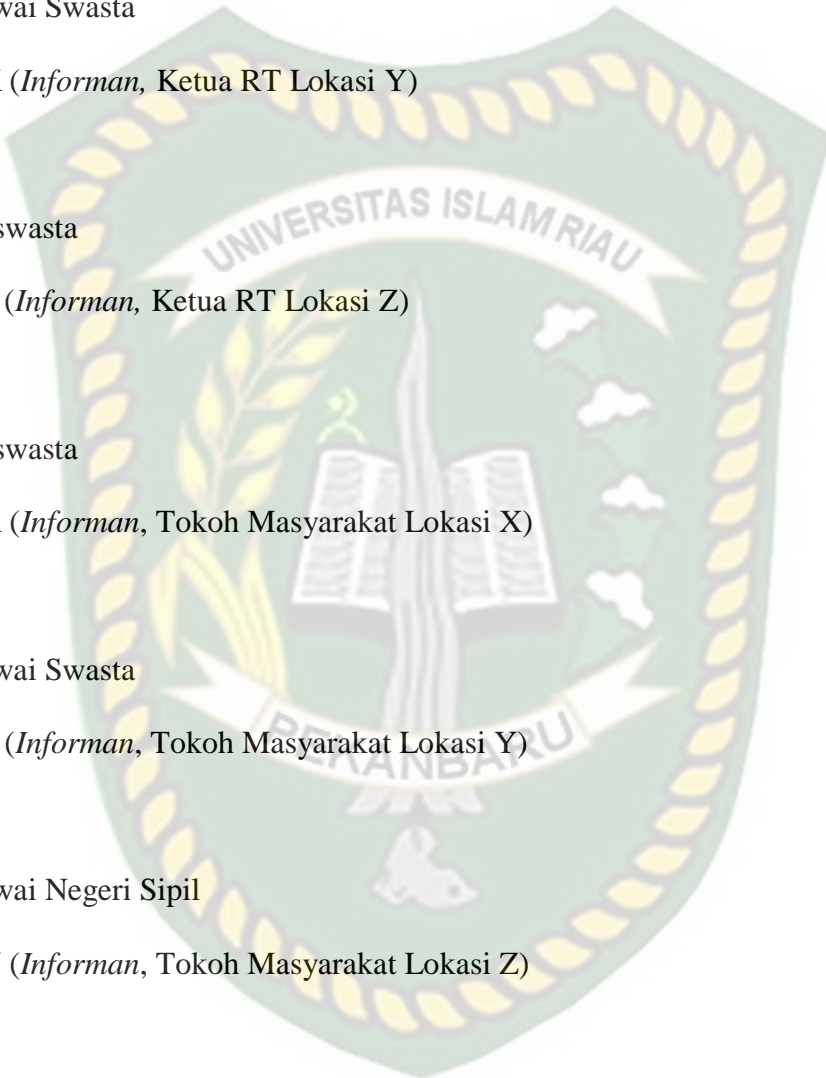 wai Swasta
(Informan, Ketua RT Lokasi Y)
UNIVERSITAS ISLAM RIAU
swasta
(Informan, Ketua RT Lokasi Z)
swasta
(Informan, Tokoh Masyarakat Lokasi X)
wai Swasta
(Informan, Tokoh Masyarakat Lokasi Y)
PEKANBARU
wai Negeri Sipil
(Informan, Tokoh Masyarakat Lokasi Z)